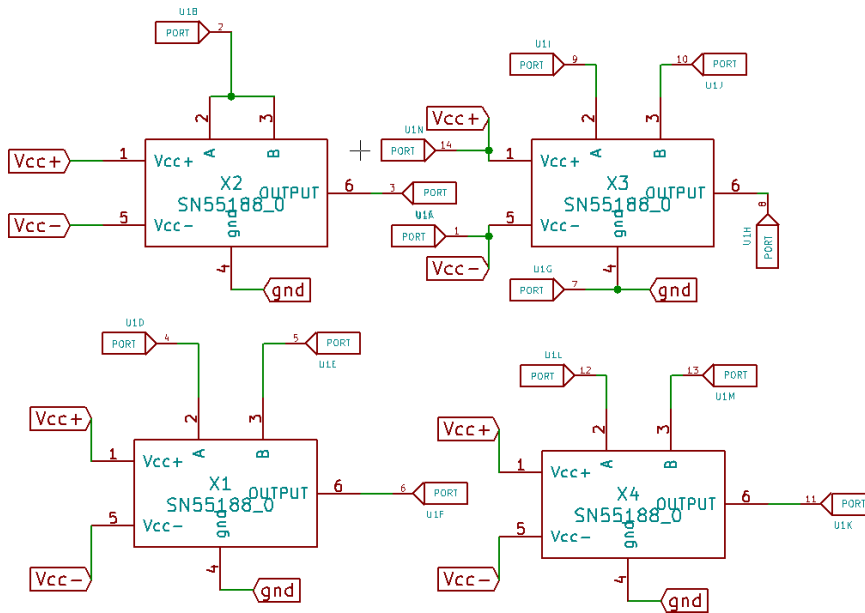 U1B
PORT
2
2
3
A
B
Vcc+
1
Vcc+
X2
SN55188_0
OUTPUT
6
3
PORT
Vcc-
5
Vcc-
gnd
4
gnd
U1I
PORT
9
10
PORT
U1J
Vcc+
U1N
PORT
14
2
3
A
B
1
Vcc+
X3
SN55188_0
OUTPUT
6
8
PORT
U1H
PORT
1
5
Vcc-
Vcc-
gnd
4
U1G
PORT
7
gnd
U1D
PORT
4
5
PORT
U1E
2
3
A
B
Vcc+
1
Vcc+
X1
SN55188_0
OUTPUT
6
6
PORT
U1F
5
Vcc-
Vcc-
gnd
4
gnd
U1L
PORT
12
13
PORT
U1M
2
3
A
B
Vcc+
1
Vcc+
X4
SN55188_0
OUTPUT
6
11
PORT
U1K
5
Vcc-
Vcc-
gnd
4
gnd